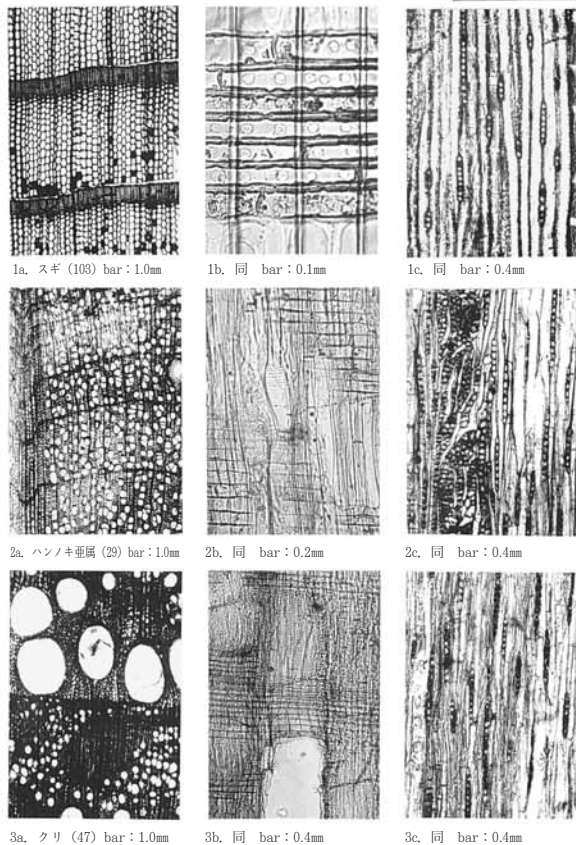 1a. スギ (103) bar：1.0㎜
1b. 同 bar：0.1㎜
1c. 同 bar：0.4㎜
2a. ハンノキ亜属 (29) bar：1.0㎜
2b. 同 bar：0.2㎜
2c. 同 bar：0.4㎜
3a. クリ (47) bar：1.0㎜
3b. 同 bar：0.4㎜
3c. 同 bar：0.4㎜